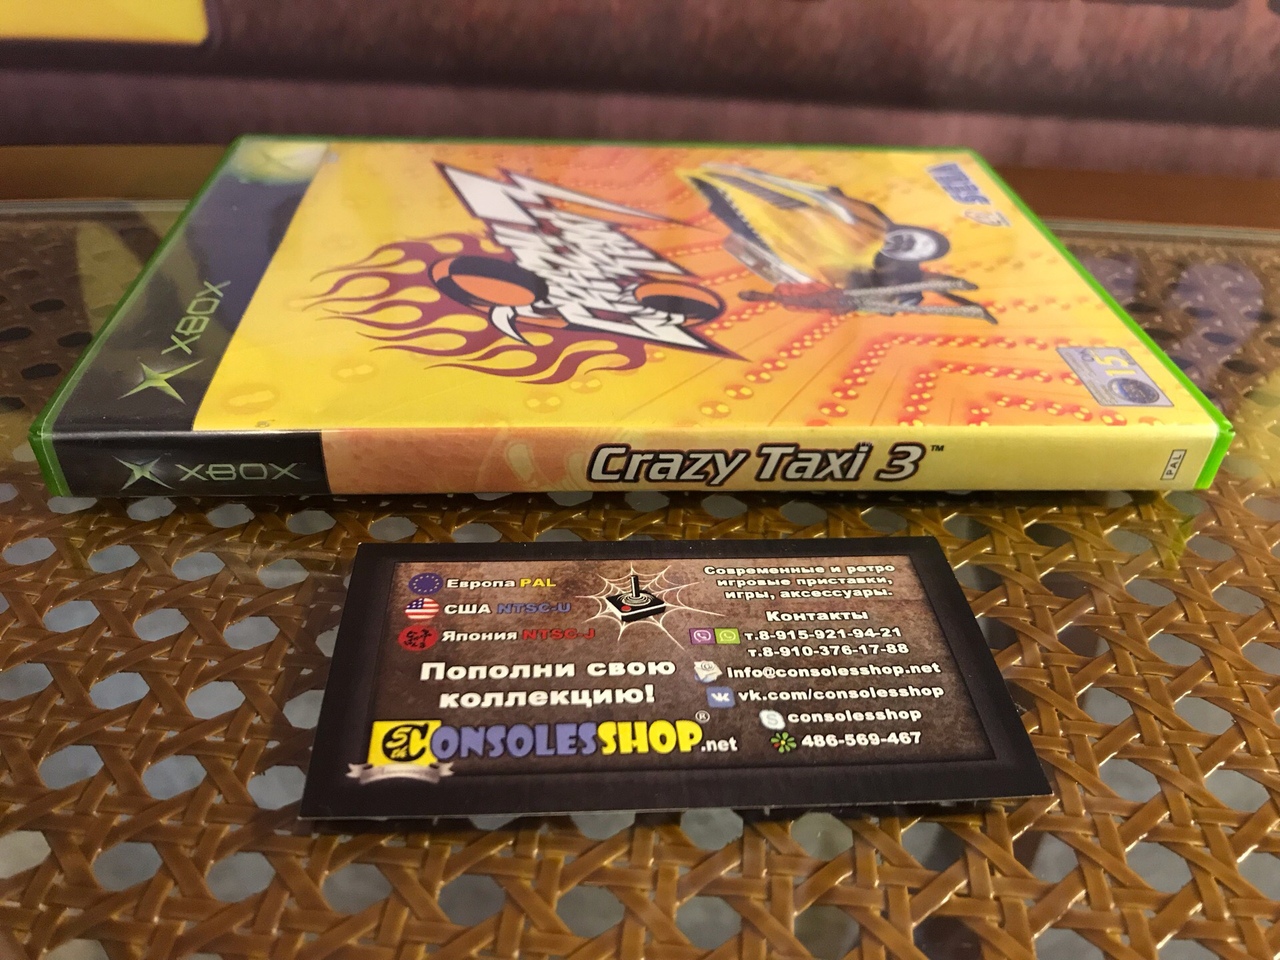 XBOX
SEGA
15
XBOX
Crazy Taxi 3™
PAL
Европа PAL
США NTSC-U
Япония NTSC-J
Пополни свою
коллекцию!
CONSOLESSHOP®.net
Современные и ретро
игровые приставки,
игры, аксессуары.
Контакты
т.8-915-921-94-21
т.8-910-376-17-88
info@consolesshop.net
vk.com/consolesshop
consolesshop
486-569-467